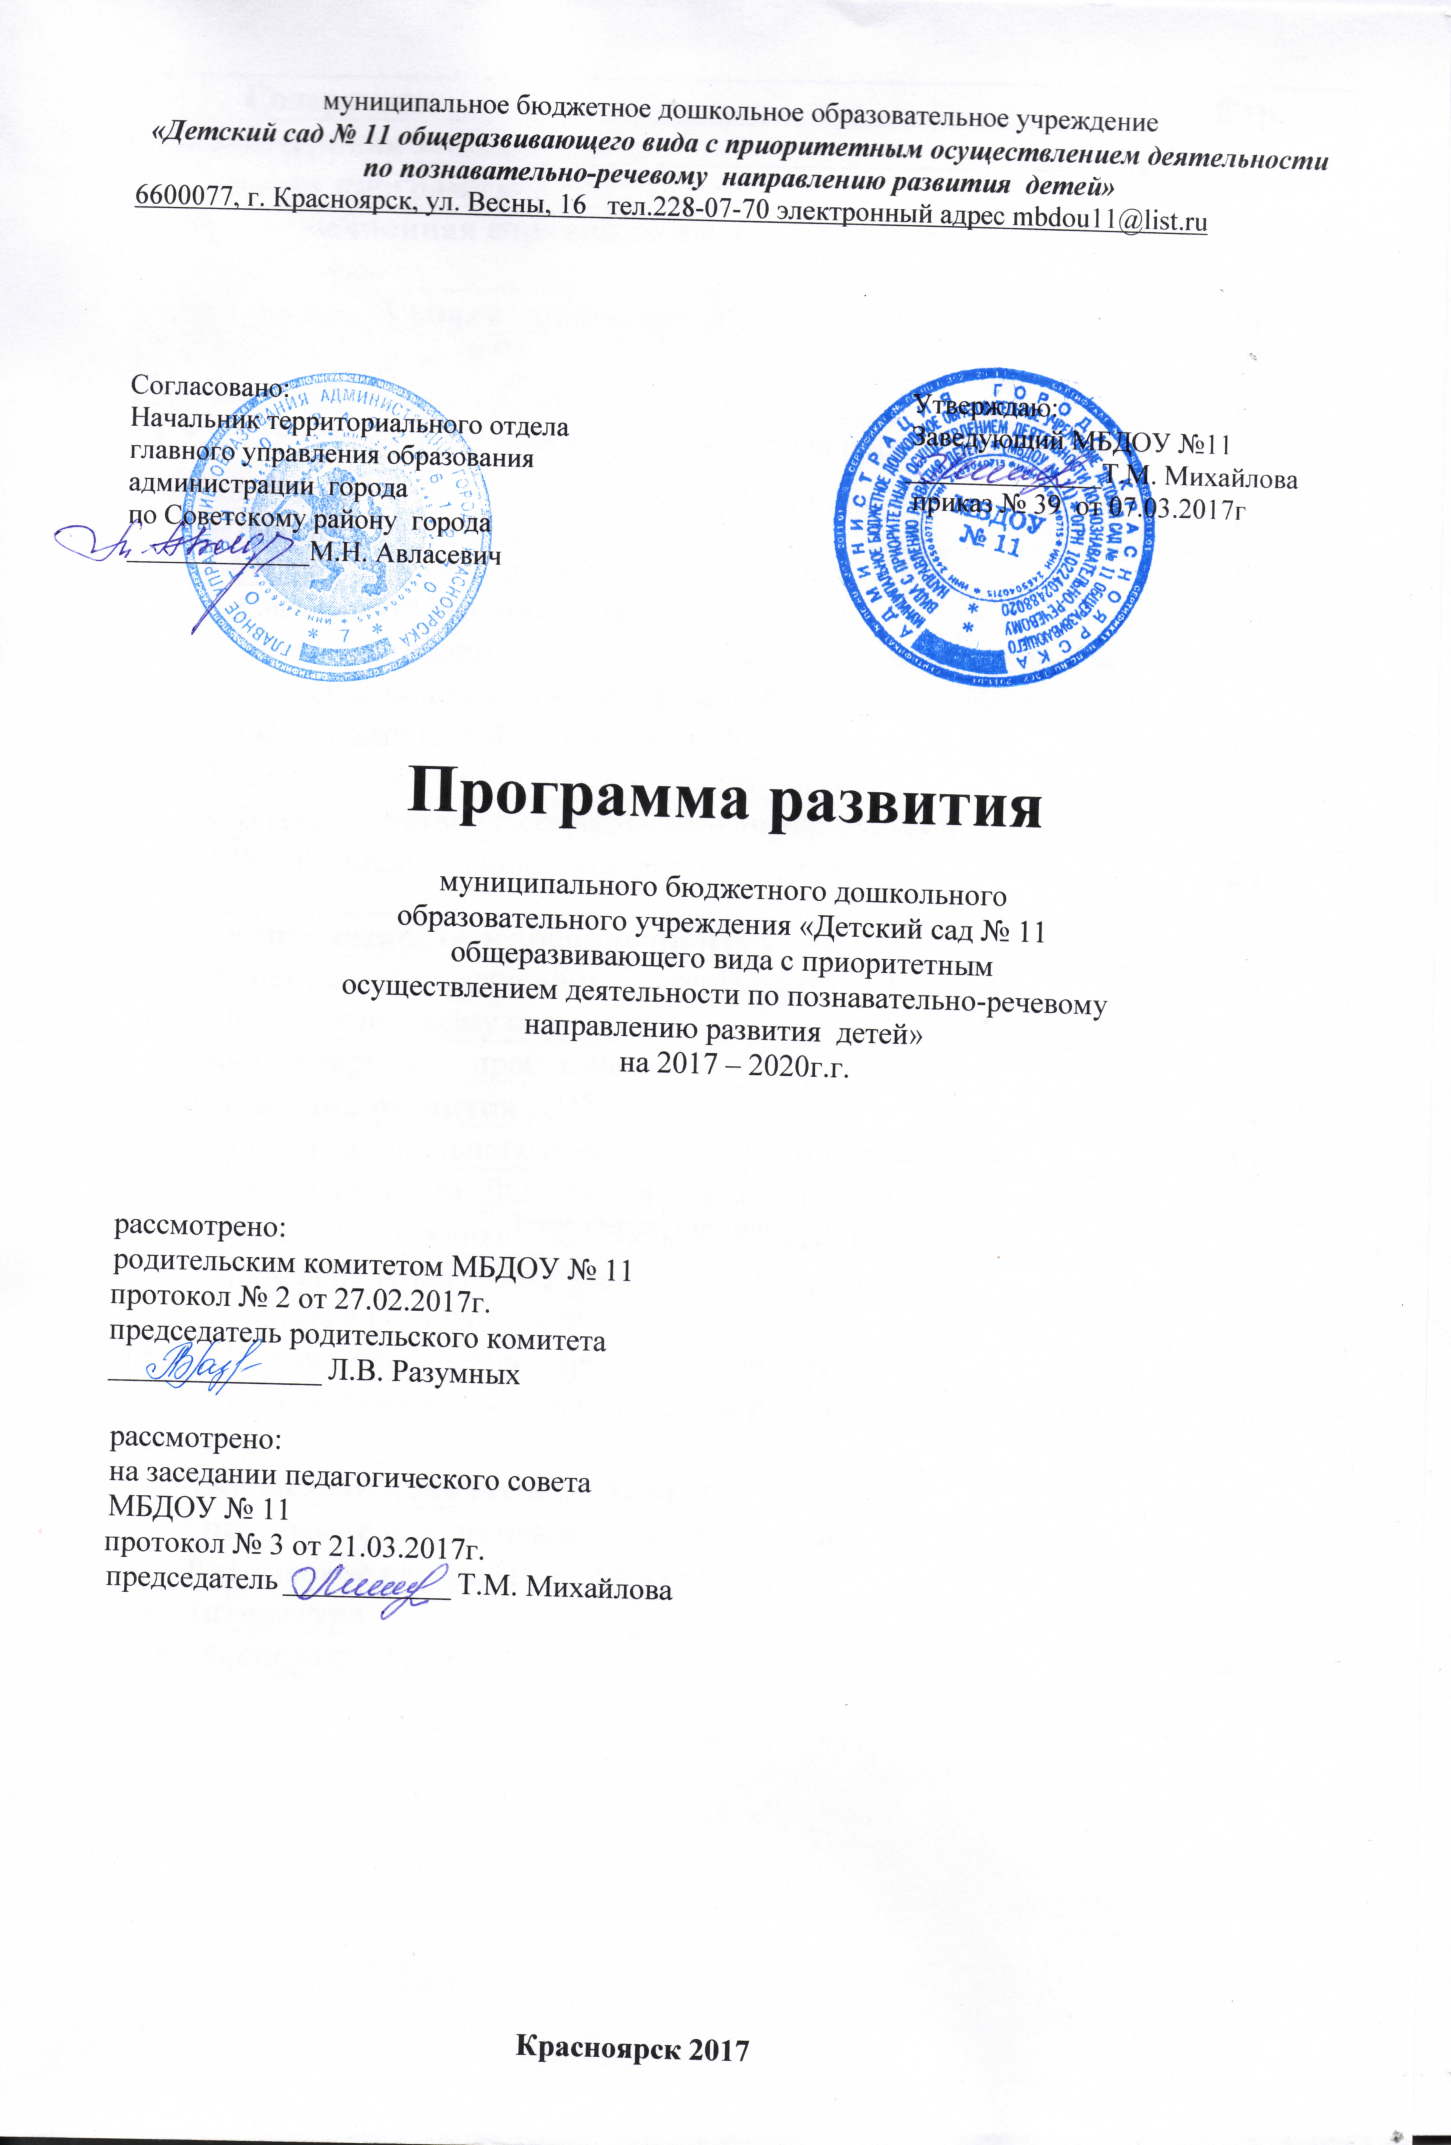 муниципальное бюджетное дошкольное образовательное учреждение
«Детский сад № 11 общеразвивающего вида с приоритетным осуществлением деятельности
по познавательно-речевому направлению развития детей»
6600077, г. Красноярск, ул. Весны, 16 тел.228-07-70 электронный адрес mbdou11@list.ru
Согласовано:
Начальник территориального отдела
главного управления образования
администрации города
по Советскому району города
М.Н. Авласевич
Утверждаю:
Заведующий МБДОУ №11
Т.М. Михайлова
приказ № 39 от 07.03.2017г
МБДОУ
№ 11
Программа развития
муниципального бюджетного дошкольного
образовательного учреждения «Детский сад № 11
общеразвивающего вида с приоритетным
осуществлением деятельности по познавательно-речевому
направлению развития детей»
на 2017 – 2020г.г.
рассмотрено:
родительским комитетом МБДОУ № 11
протокол № 2 от 27.02.2017г.
председатель родительского комитета
Л.В. Разумных
рассмотрено:
на заседании педагогического совета
МБДОУ № 11
протокол № 3 от 21.03.2017г.
председатель Т.М. Михайлова
Красноярск 2017